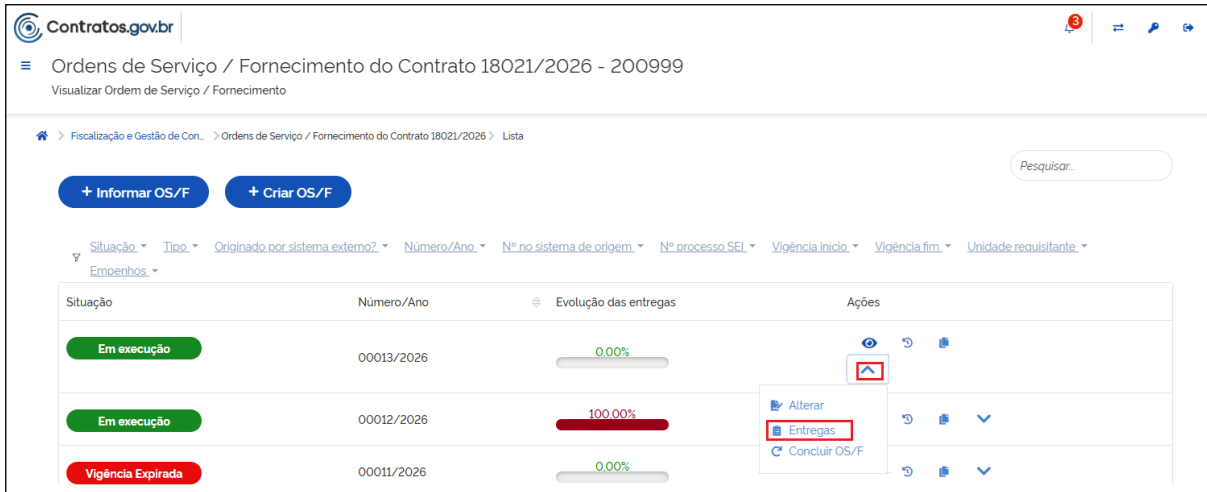 Contratos.gov.br
3
Ordens de Serviço / Fornecimento do Contrato 18021/2026 - 200999
Visualizar Ordem de Serviço / Fornecimento
> Fiscalização e Gestão de Con... > Ordens de Serviço / Fornecimento do Contrato 18021/2026 > Lista
Pesquisar...
+ Informar OS/F + Criar OS/F
Situação Tipo Originado por sistema externo? Número/Ano Nº no sistema de origem Nº processo SEI Vigência início Vigência fim Unidade requisitante
Empenhos
Situação Número/Ano Evolução das entregas Ações
Em execução 00013/2026 0,00%
Alterar
Em execução 00012/2026 100,00%
Entregas
Concluir OS/F
Vigência Expirada 00011/2026 0,00%